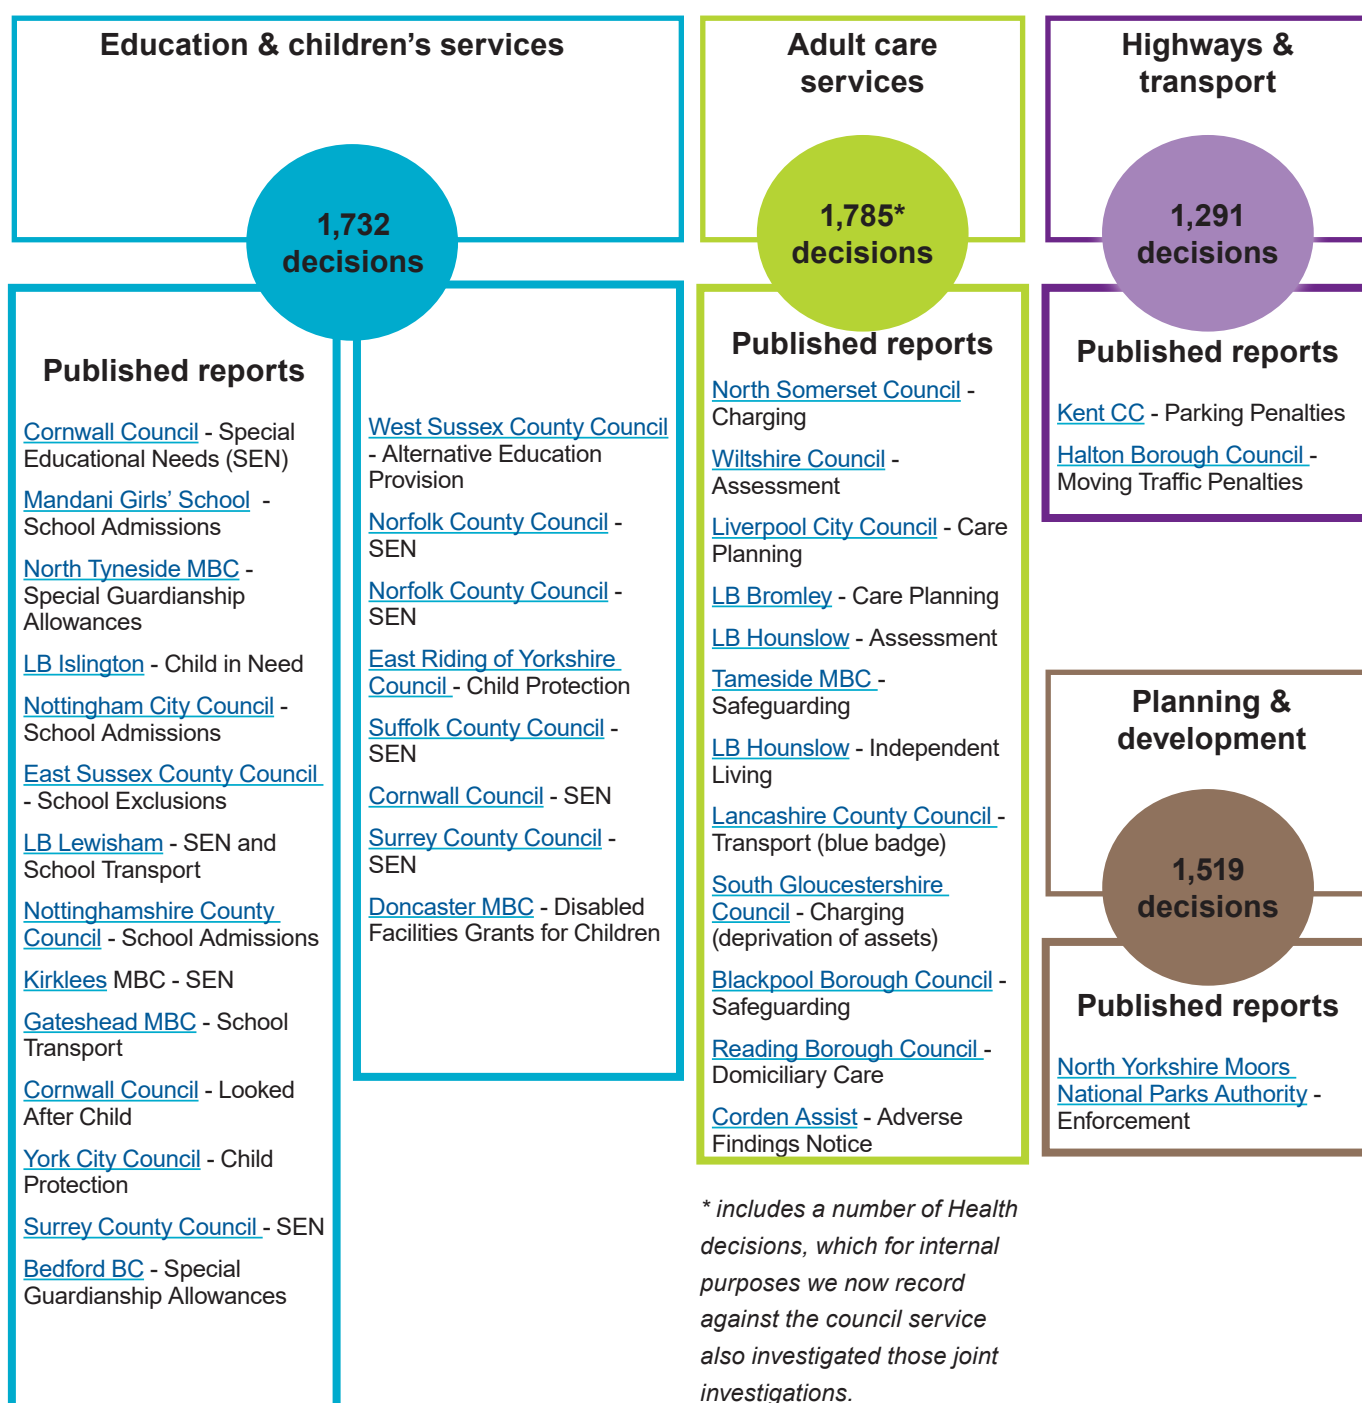 Education & children’s services
1,732
decisions
Published reports
Cornwall Council - Special
Educational Needs (SEN)
Mandani Girls’ School  -
School Admissions
North Tyneside MBC -
Special Guardianship
Allowances
LB Islington - Child in Need
Nottingham City Council -
School Admissions
East Sussex County Council
- School Exclusions
LB Lewisham - SEN and
School Transport
Nottinghamshire County
Council - School Admissions
Kirklees MBC - SEN
Gateshead MBC - School
Transport
Cornwall Council - Looked
After Child
York City Council - Child
Protection
Surrey County Council - SEN
Bedford BC - Special
Guardianship Allowances
West Sussex County Council
- Alternative Education
Provision
Norfolk County Council -
SEN
Norfolk County Council -
SEN
East Riding of Yorkshire
Council - Child Protection
Suffolk County Council -
SEN
Cornwall Council - SEN
Surrey County Council -
SEN
Doncaster MBC - Disabled
Facilities Grants for Children
Adult care
services
1,785*
decisions
Published reports
North Somerset Council -
Charging
Wiltshire Council -
Assessment
Liverpool City Council - Care
Planning
LB Bromley - Care Planning
LB Hounslow - Assessment
Tameside MBC -
Safeguarding
LB Hounslow - Independent
Living
Lancashire County Council -
Transport (blue badge)
South Gloucestershire
Council - Charging
(deprivation of assets)
Blackpool Borough Council -
Safeguarding
Reading Borough Council -
Domiciliary Care
Corden Assist - Adverse
Findings Notice
* includes a number of Health
decisions, which for internal
purposes we now record
against the council service
also investigated those joint
investigations.
Highways &
transport
1,291
decisions
Published reports
Kent CC - Parking Penalties
Halton Borough Council -
Moving Traffic Penalties
Planning &
development
1,519
decisions
Published reports
North Yorkshire Moors
National Parks Authority -
Enforcement